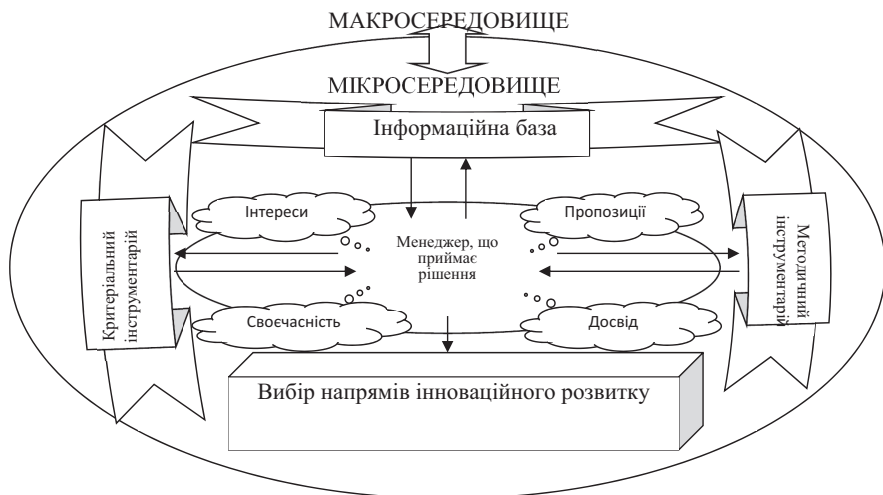 МАКРОСЕРЕДОВИЩЕ
МІКРОСЕРЕДОВИЩЕ
Інформаційна база
Інтереси
Пропозиції
Менеджер, що
приймає
рішення
Критеріальний
інструментарій
Методичний
інструментарій
Своєчасність
Досвід
Вибір напрямів інноваційного розвитку